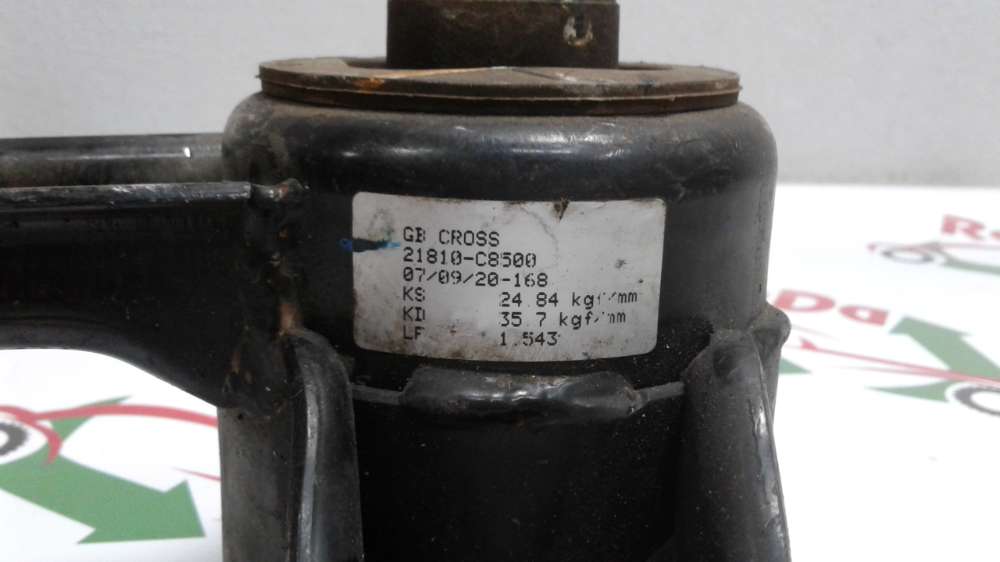 GB CROSS
21810-C8500
07/09/20-168
KS 24.84 kgf/mm
KD 35.7 kgf/mm
LF 1.543
Da